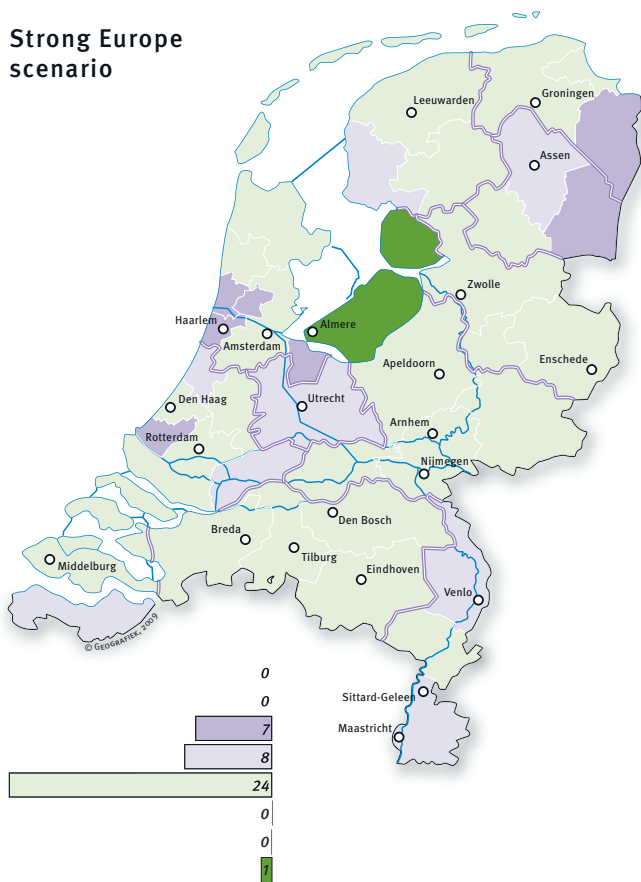 Strong Europe
scenario
Groningen
Leeuwarden
Assen
Zwolle
Haarlem
Almere
Amsterdam
Enschede
Apeldoorn
Den Haag
Utrecht
Arnhem
Rotterdam
Nijmegen
Den Bosch
Breda
Tilburg
Middelburg
Eindhoven
Venlo
© Geografiek, 2009
0
Sittard-Geleen
0
Maastricht
7
8
24
0
0
1